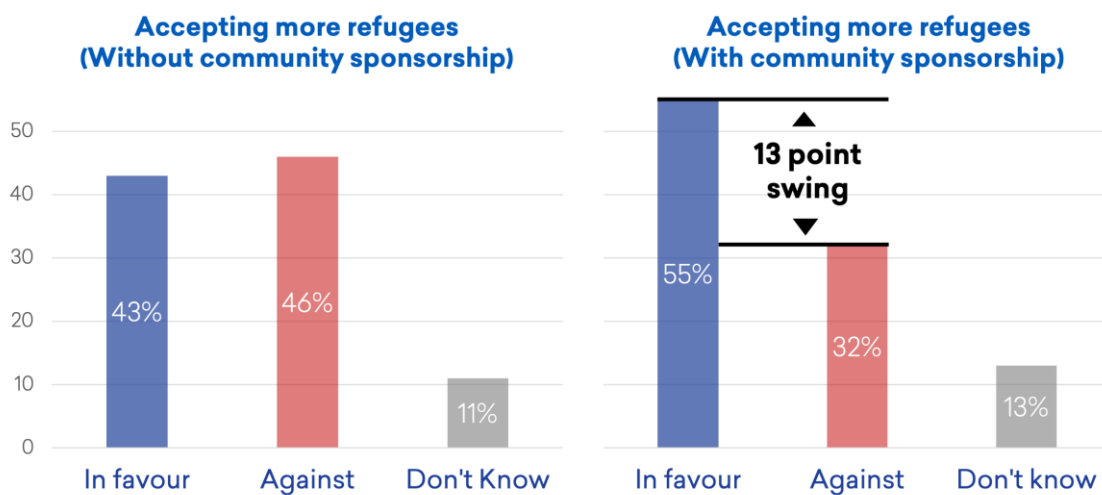 Accepting more refugees
(Without community sponsorship)
50
40
30
20
10
0
43%
46%
11%
In favour
Against
Don't Know
Accepting more refugees
(With community sponsorship)
13 point
swing
55%
32%
13%
In favour
Against
Don't know